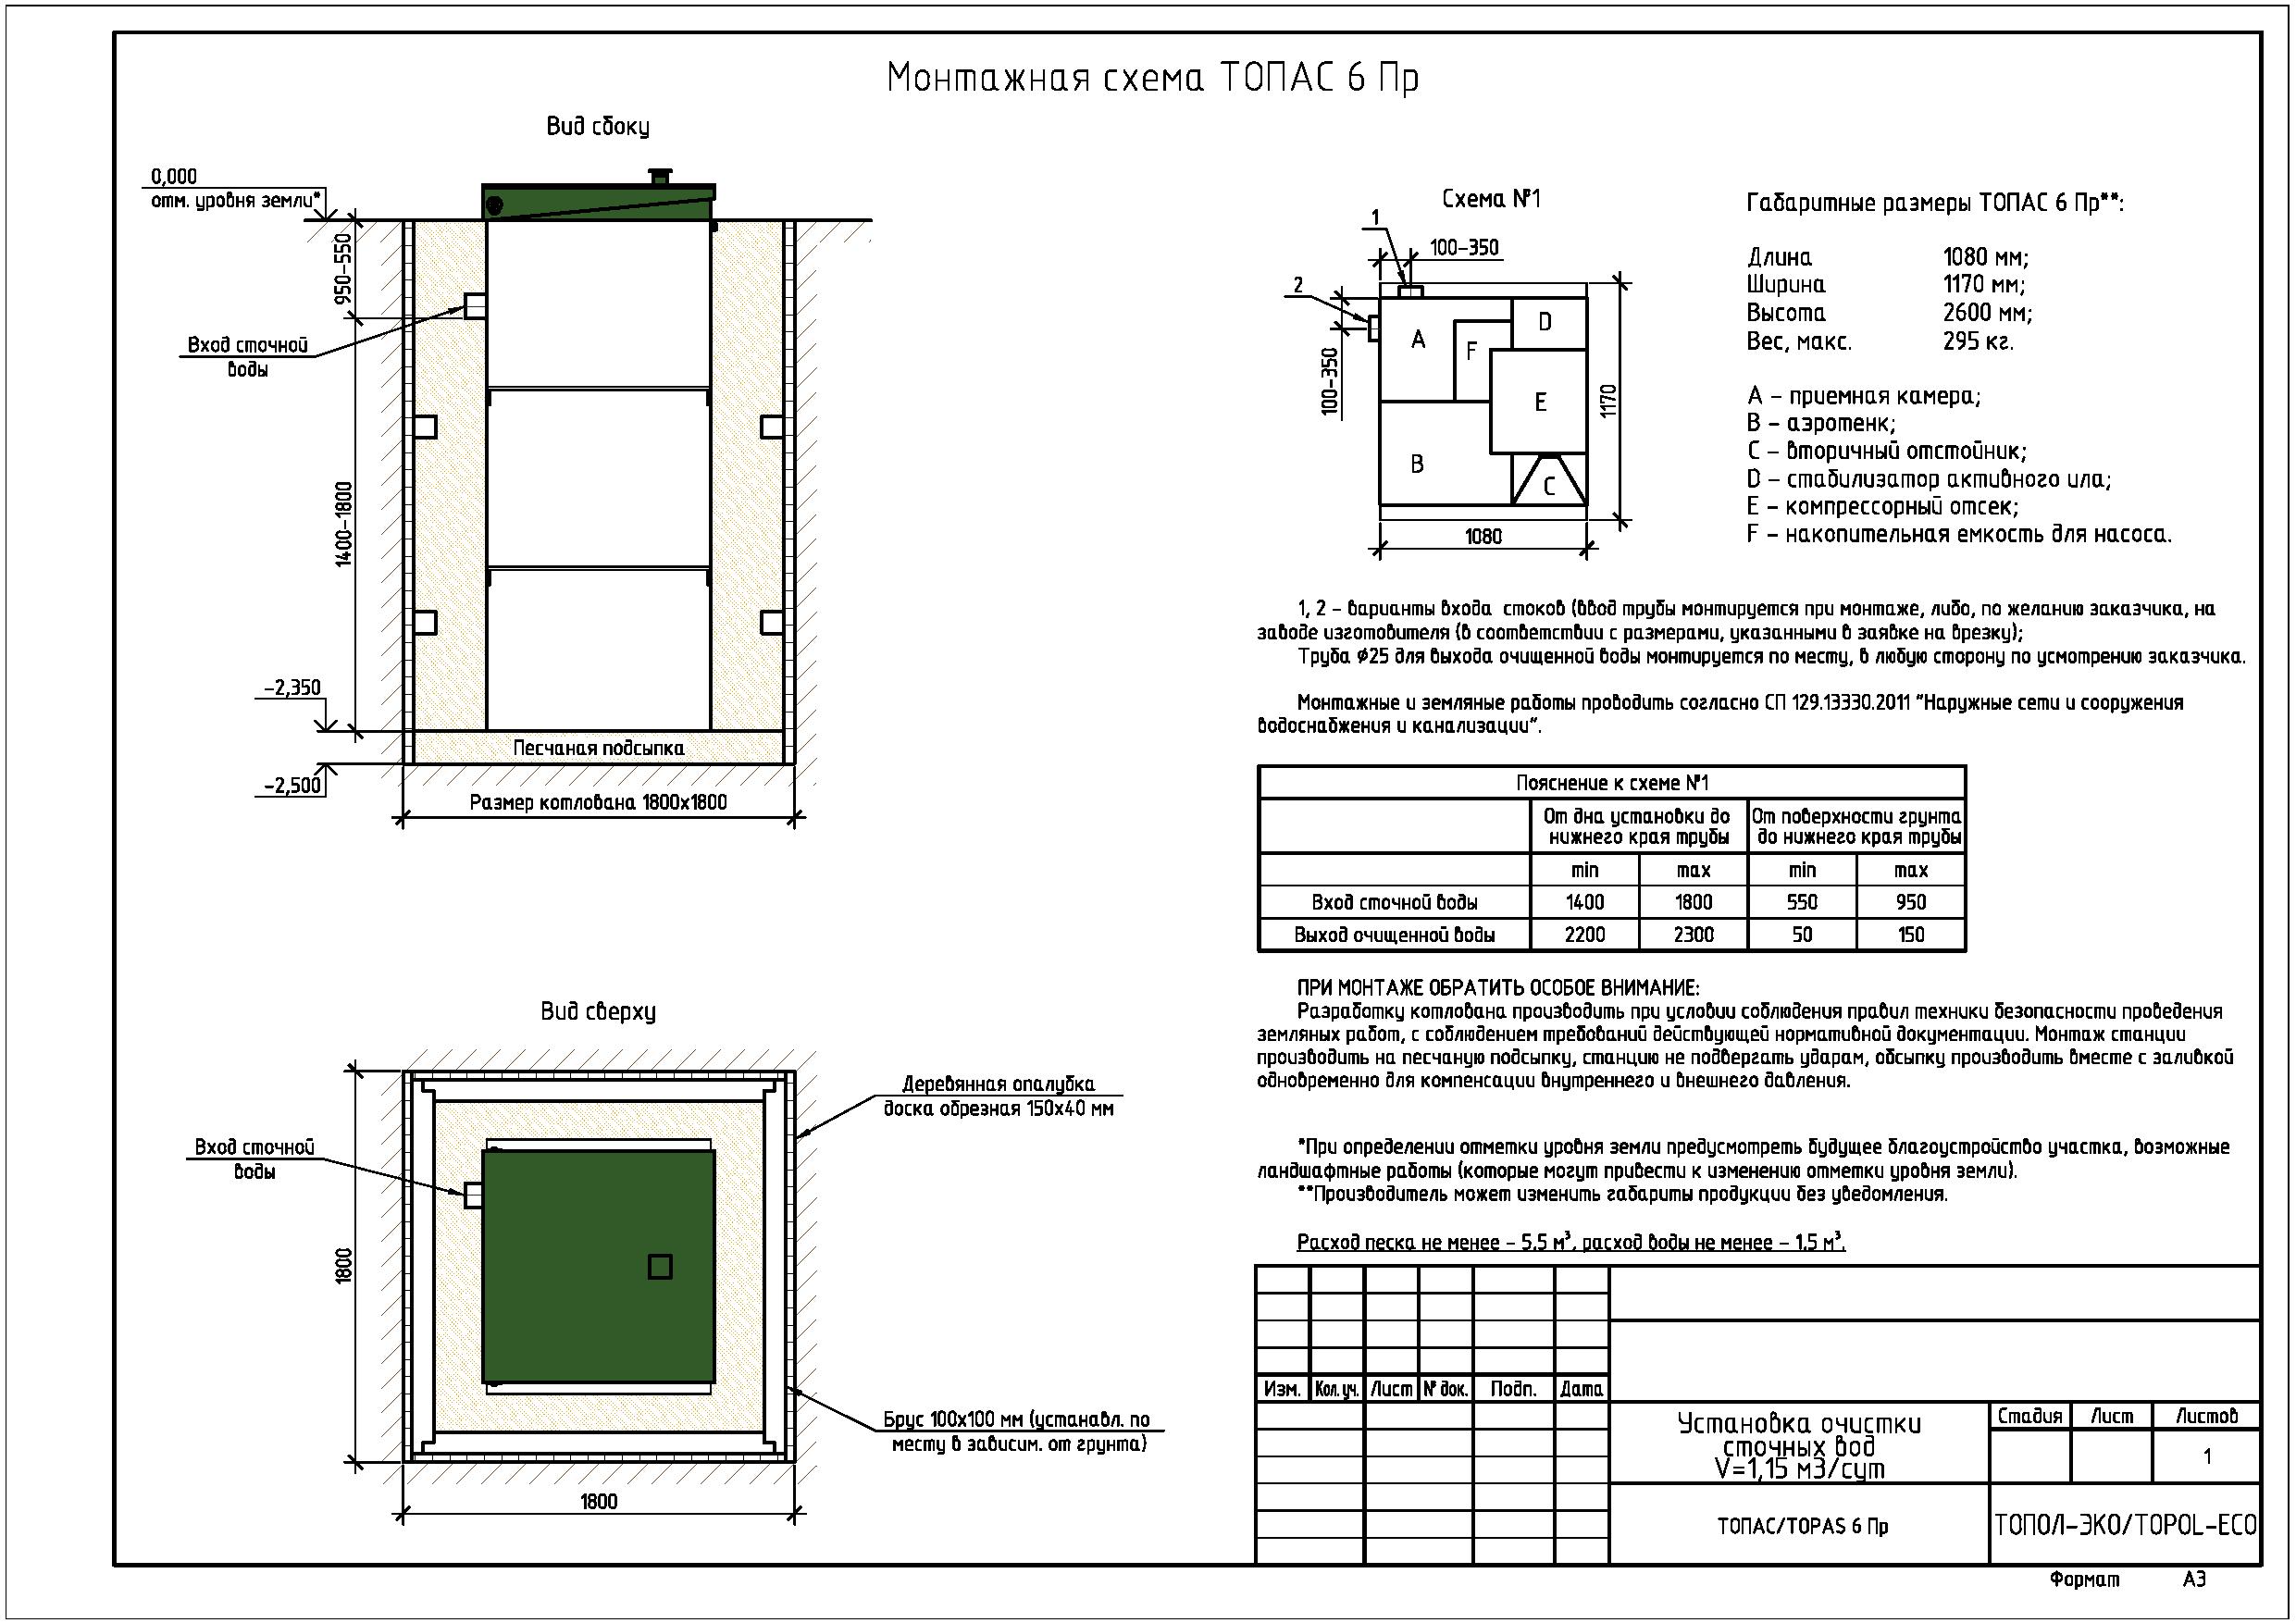 Монтажная схема ТОПАС 6 Пр
Вид сбоку
0,000
отм. уровня земли*
950-550
Вход сточной
воды
1400-1800
-2,350
Песчаная подсыпка
-2,500
Размер котлована 1800х1800
Схема №1
1
100-350
2
100-350
A
F
D
E
B
C
1170
1080
Габаритные размеры ТОПАС 6 Пр**:
Длина 1080 мм;
Ширина 1170 мм;
Высота 2600 мм;
Вес, макс. 295 кг.
A – приемная камера;
B – аэротенк;
C – вторичный отстойник;
D – стабилизатор активного ила;
E – компрессорный отсек;
F – накопительная емкость для насоса.
1, 2 – варианты входа стоков (ввод трубы монтируется при монтаже, либо, по желанию заказчика, на
заводе изготовителя (в соответствии с размерами, указанными в заявке на врезку);
Труба Ø25 для выхода очищенной воды монтируется по месту, в любую сторону по усмотрению заказчика.
Монтажные и земляные работы проводить согласно СП 129.13330.2011 "Наружные сети и сооружения
водоснабжения и канализации".
Пояснение к схеме №1
От дна установки до
нижнего края трубы
От поверхности грунта
до нижнего края трубы
min max min max
Вход сточной воды 1400 1800 550 950
Выход очищенной воды 2200 2300 50 150
ПРИ МОНТАЖЕ ОБРАТИТЬ ОСОБОЕ ВНИМАНИЕ:
Разработку котлована производить при условии соблюдения правил техники безопасности проведения
земляных работ, с соблюдением требований действующей нормативной документации. Монтаж станции
производить на песчаную подсыпку, станцию не подвергать ударам, обсыпку производить вместе с заливкой
одновременно для компенсации внутреннего и внешнего давления.
*При определении отметки уровня земли предусмотреть будущее благоустройство участка, возможные
ландшафтные работы (которые могут привести к изменению отметки уровня земли).
**Производитель может изменить габариты продукции без уведомления.
Расход песка не менее – 5,5 м³, расход воды не менее – 1,5 м³.
Вид сверху
Вход сточной
воды
1800
1800
Деревянная опалубка
доска обрезная 150х40 мм
Брус 100х100 мм (устанавл. по
месту в зависим. от грунта)
Изм. Кол. уч. Лист № док. Подп. Дата
Установка очистки
сточных вод
V=1,15 м3/сут
Стадия Лист Листов
1
ТОПАС/TOPAS 6 Пр
ТОПОЛ-ЭКО/TOPOL-ECO
Формат А3